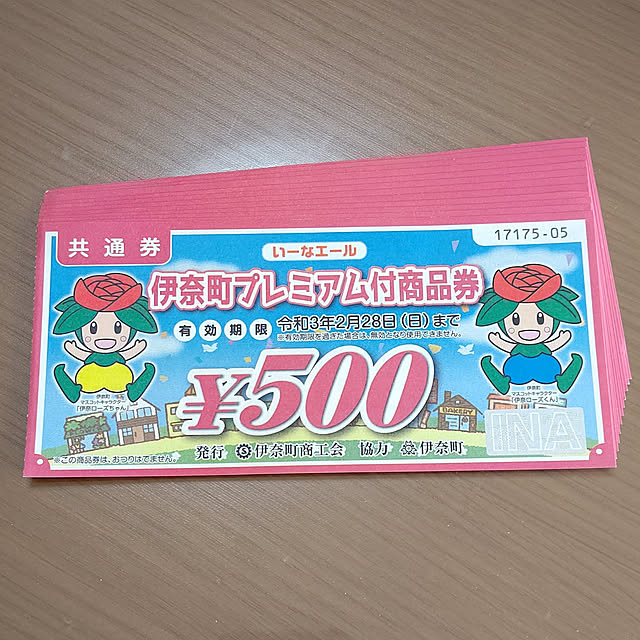 共通券
17175-05
いーなエール
伊奈町プレミアム付商品券
有効期限 令和3年2月28日(日)まで
※有効期限を過ぎた場合は、無効となり使用できません。
¥500
伊奈町
マスコットキャラクター
「伊奈ローズちゃん」
伊奈町
マスコットキャラクター
「伊奈ローズくん」
BAKERY
INA
発行 伊奈町商工会 協力 伊奈町
※この商品券は、おつりはでません。